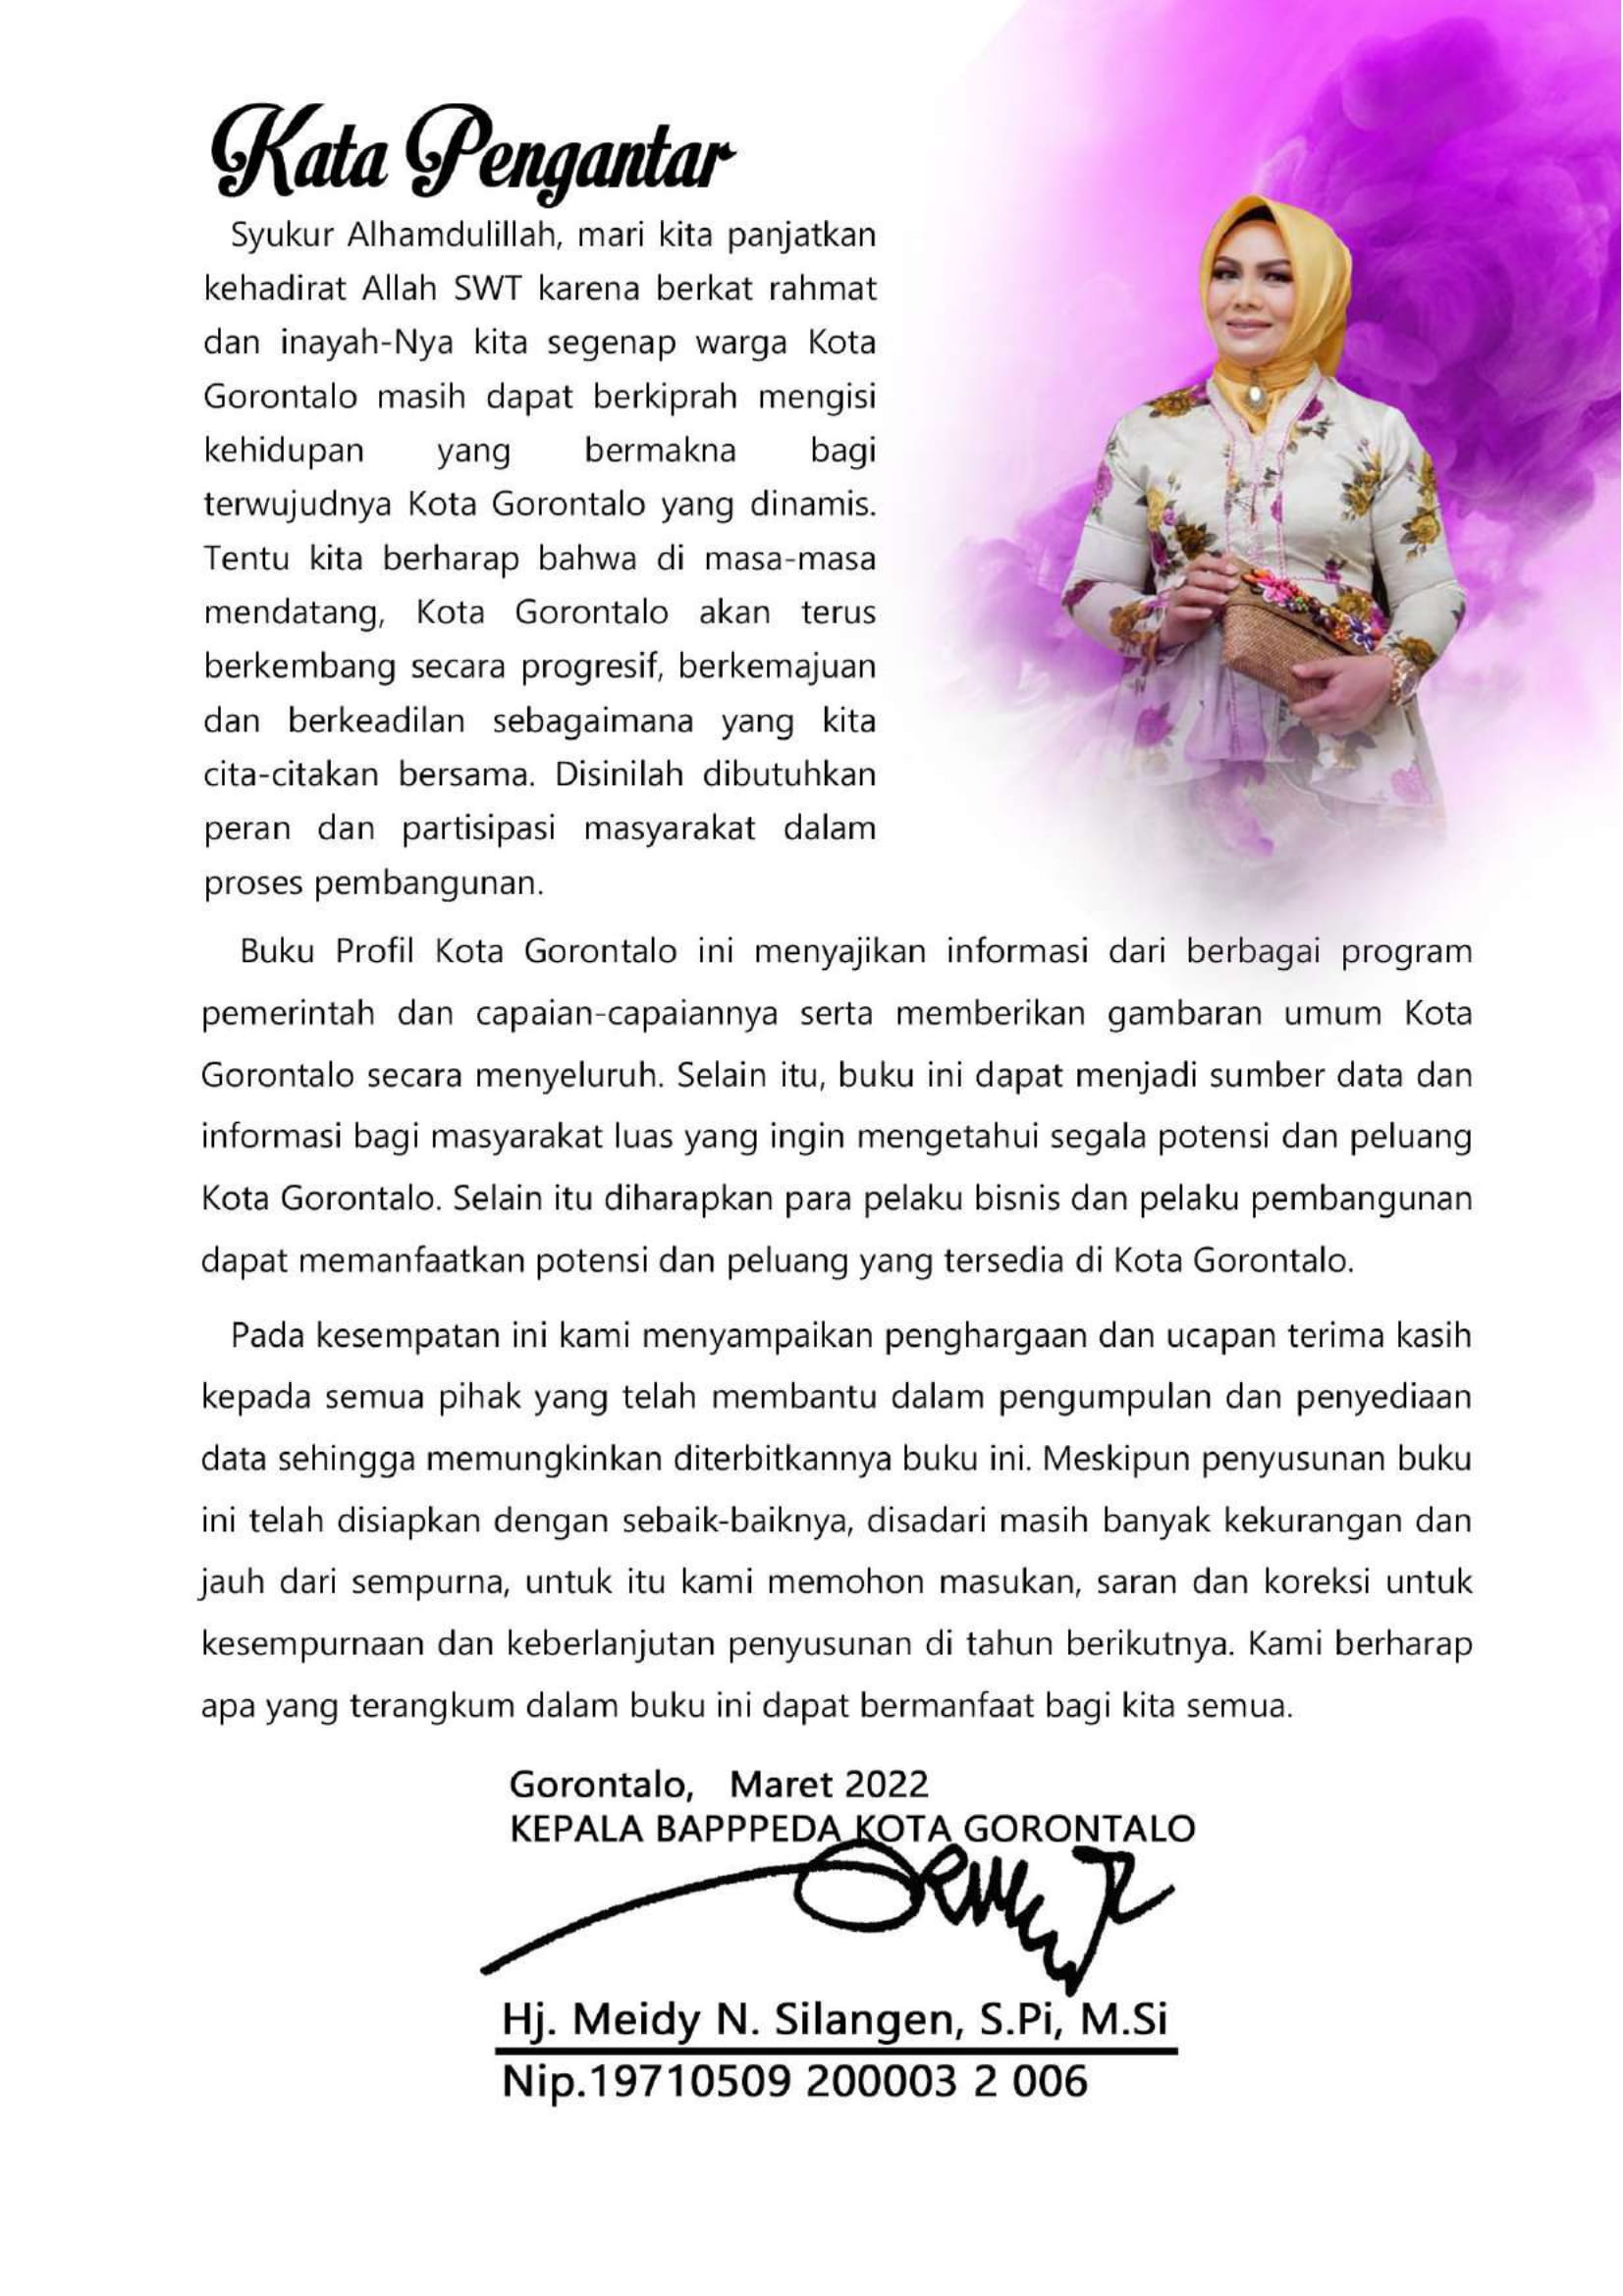 Kata Pengantar
Syukur Alhamdulillah, mari kita panjatkan
kehadirat Allah SWT karena berkat rahmat
dan inayah-Nya kita segenap warga Kota
Gorontalo masih dapat berkiprah mengisi
kehidupan yang bermakna bagi
terwujudnya Kota Gorontalo yang dinamis.
Tentu kita berharap bahwa di masa-masa
mendatang, Kota Gorontalo akan terus
berkembang secara progresif, berkemajuan
dan berkeadilan sebagaimana yang kita
cita-citakan bersama. Disinilah dibutuhkan
peran dan partisipasi masyarakat dalam
proses pembangunan.
Buku Profil Kota Gorontalo ini menyajikan informasi dari berbagai program
pemerintah dan capaian-capaiannya serta memberikan gambaran umum Kota
Gorontalo secara menyeluruh. Selain itu, buku ini dapat menjadi sumber data dan
informasi bagi masyarakat luas yang ingin mengetahui segala potensi dan peluang
Kota Gorontalo. Selain itu diharapkan para pelaku bisnis dan pelaku pembangunan
dapat memanfaatkan potensi dan peluang yang tersedia di Kota Gorontalo.
Pada kesempatan ini kami menyampaikan penghargaan dan ucapan terima kasih
kepada semua pihak yang telah membantu dalam pengumpulan dan penyediaan
data sehingga memungkinkan diterbitkannya buku ini. Meskipun penyusunan buku
ini telah disiapkan dengan sebaik-baiknya, disadari masih banyak kekurangan dan
jauh dari sempurna, untuk itu kami memohon masukan, saran dan koreksi untuk
kesempurnaan dan keberlanjutan penyusunan di tahun berikutnya. Kami berharap
apa yang terangkum dalam buku ini dapat bermanfaat bagi kita semua.
Gorontalo, Maret 2022
KEPALA BAPPPEDA KOTA GORONTALO
Hj. Meidy N. Silangen, S.Pi, M.Si
Nip.19710509 200003 2 006